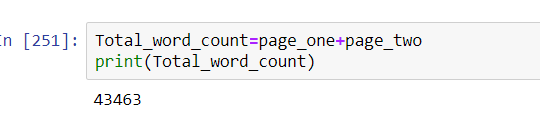 In [251]:
Total_word_count=page_one+page_two
print(Total_word_count)
43463